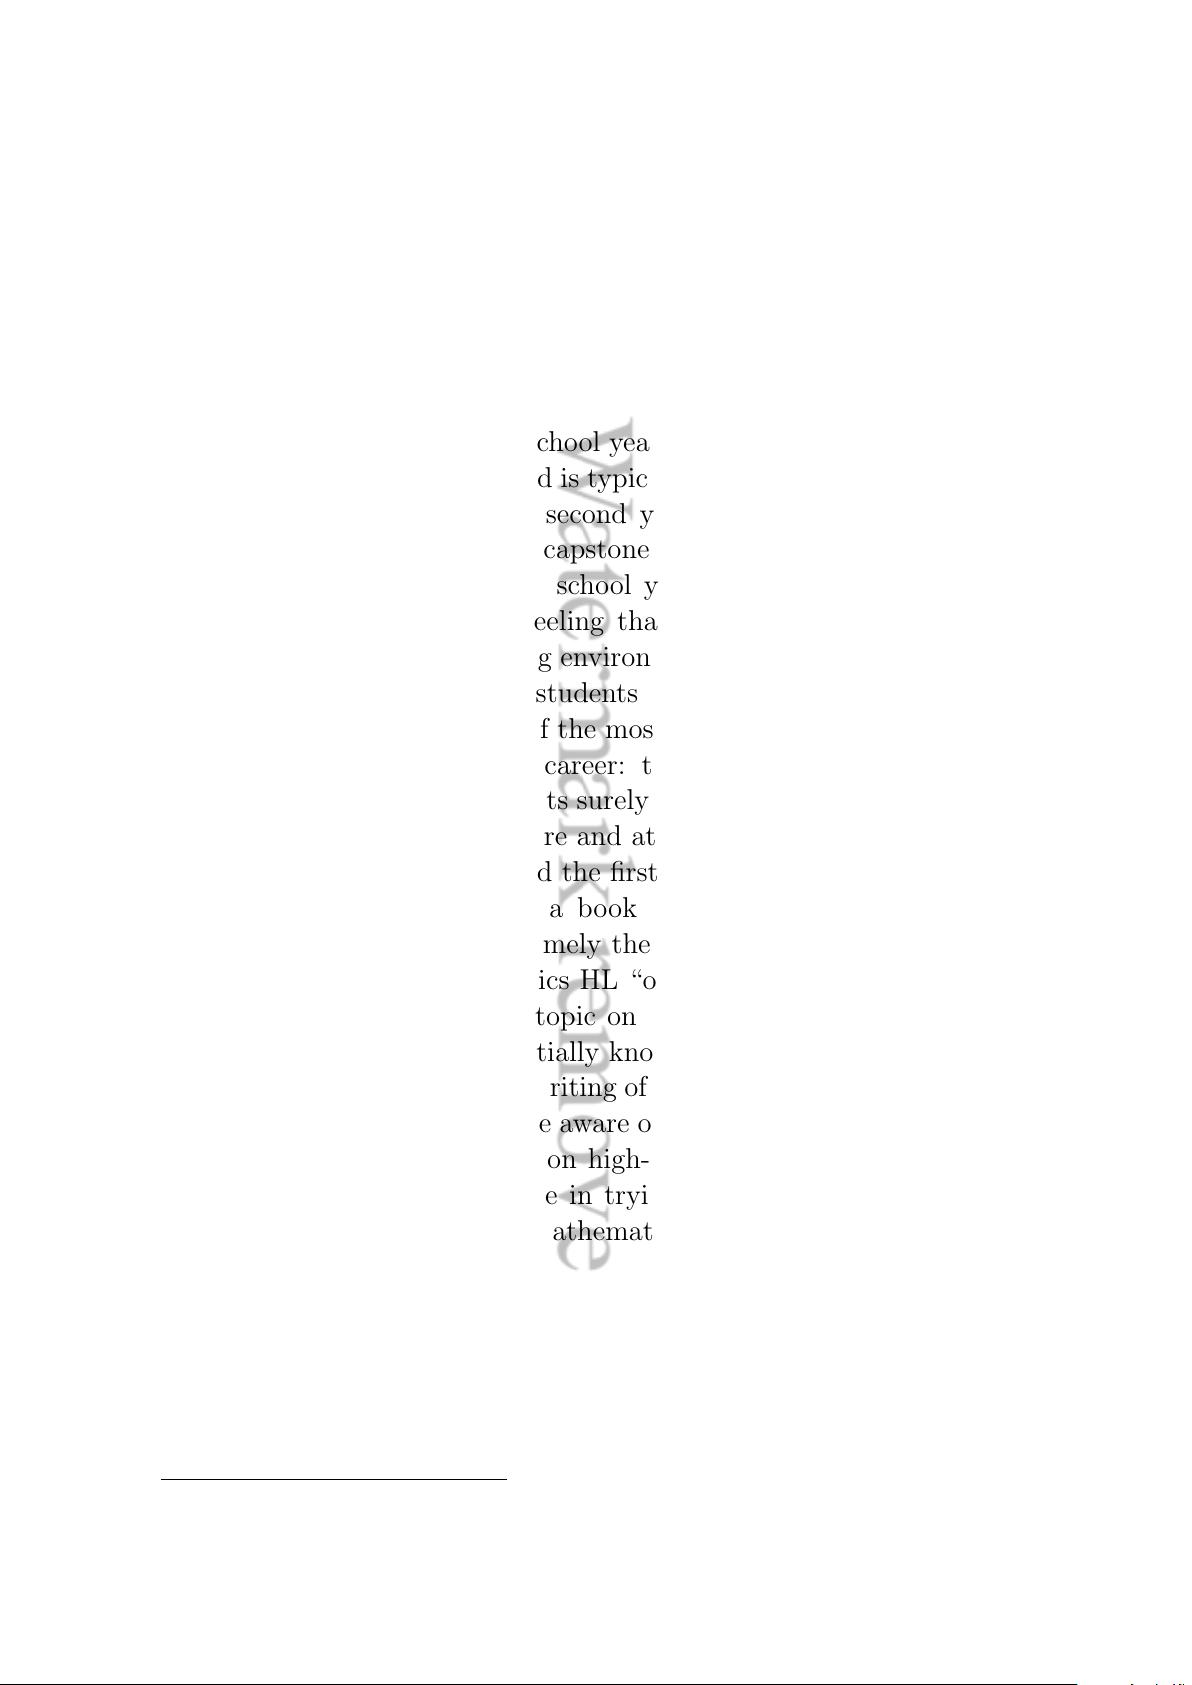 chool yea
d is typic
second y
capstone
school y
eeling tha
g environ
students
f the mos
career: t
ts surely
re and at
d the first
a book
mely the
ics HL “o
topic on
tially kno
riting of
e aware o
on high-
e in tryi
athemat
Watermark remove